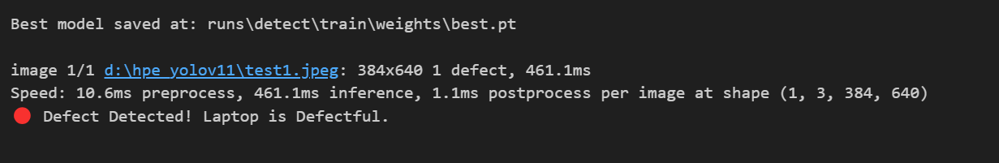 Best model saved at: runs\detect\train\weights\best.pt
image 1/1 d:\hpe_yolov11\test1.jpeg: 384x640 1 defect, 461.1ms
Speed: 10.6ms preprocess, 461.1ms inference, 1.1ms postprocess per image at shape (1, 3, 384, 640)
🔴 Defect Detected! Laptop is Defectful.